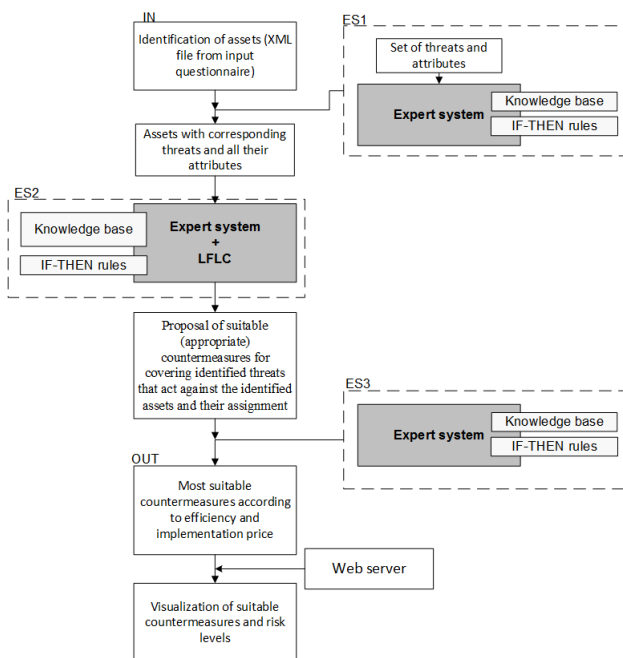 IN
Identification of assets (XML
file from input
questionnaire)
ES1
Set of threats and
attributes
Expert system
Knowledge base
IF-THEN rules
Assets with corresponding
threats and all their
attributes
ES2
Knowledge base
IF-THEN rules
Expert system
+
LFLC
Proposal of suitable
(appropriate)
countermeasures for
covering identified threats
that act against the identified
assets and their assignment
ES3
Expert system
Knowledge base
IF-THEN rules
OUT
Most suitable
countermeasures according
to efficiency and
implementation price
Web server
Visualization of suitable
countermeasures and risk
levels